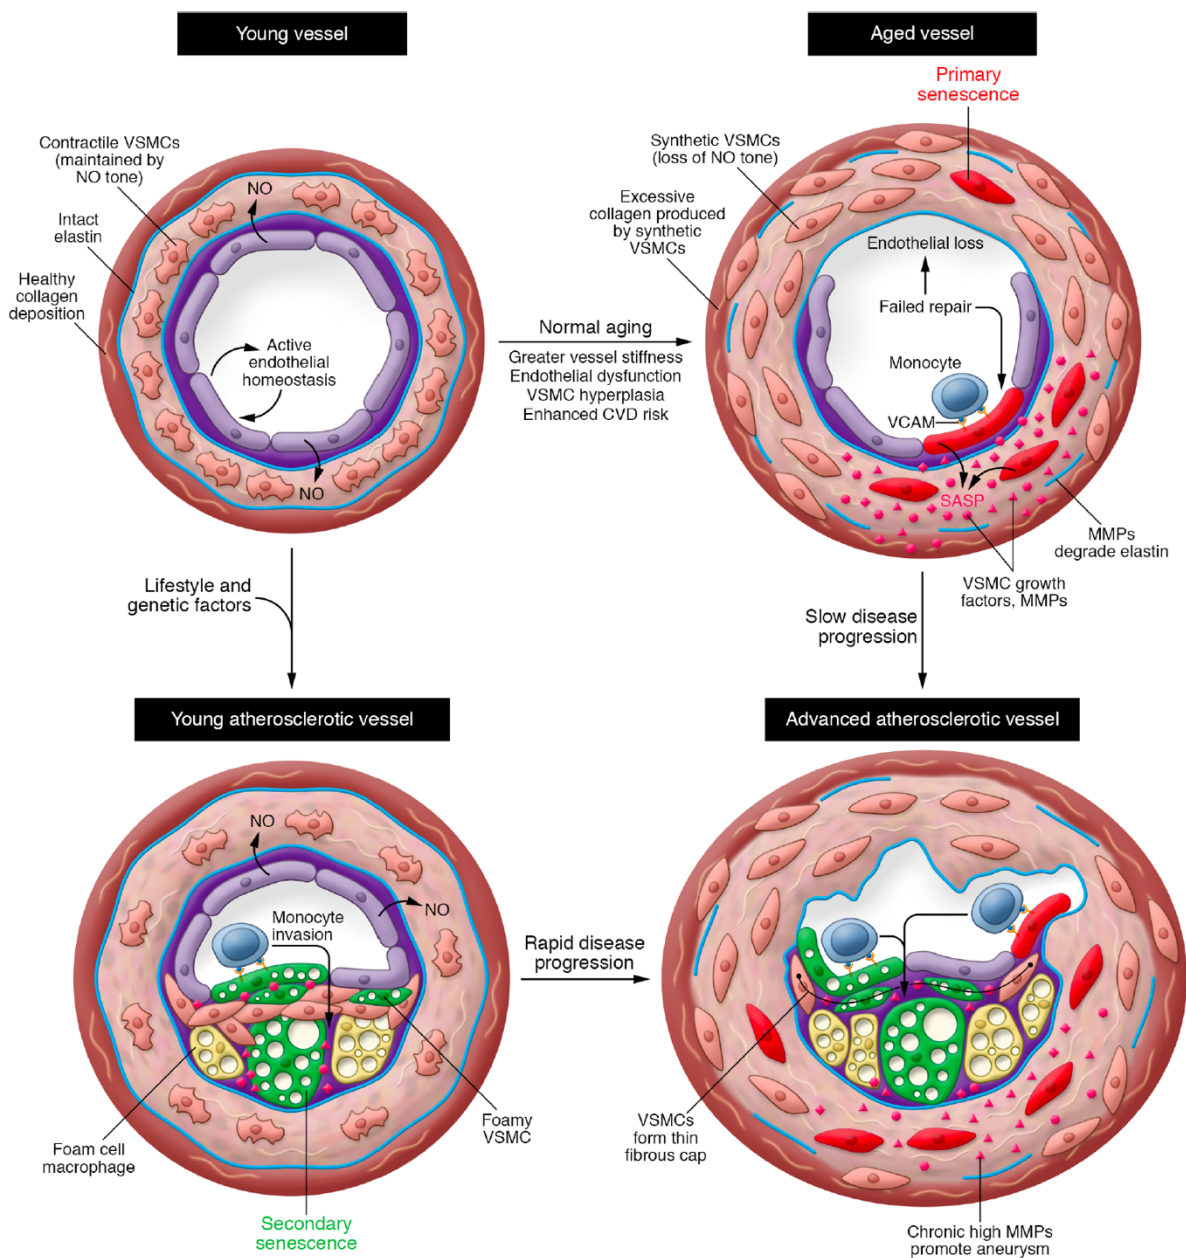 Young vessel
Aged vessel
Primary
senescence
Contractile VSMCs
(maintained by
NO tone)
NO
Intact
elastin
Healthy
collagen
deposition
Active
endothelial
homeostasis
NO
Normal aging
Greater vessel stiffness
Endothelial dysfunction
VSMC hyperplasia
Enhanced CVD risk
Synthetic VSMCs
(loss of NO tone)
Excessive
collagen produced
by synthetic
VSMCs
Endothelial loss
Failed repair
Monocyte
VCAM
SASP
MMPs
degrade elastin
VSMC growth
factors, MMPs
Lifestyle and
genetic factors
Slow disease
progression
Young atherosclerotic vessel
Advanced atherosclerotic vessel
NO
NO
Monocyte
invasion
Rapid disease
progression
Foam cell
macrophage
Foamy
VSMC
Secondary
senescence
VSMCs
form thin
fibrous cap
Chronic high MMPs
promote aneurysm